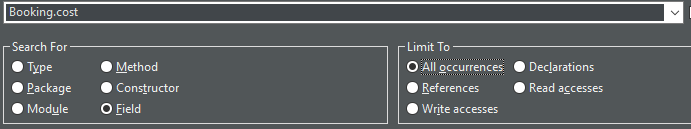 Booking.cost
Search For Limit To
Type Method All occurrences Declarations
Package Constructor References Read accesses
Module Field Write accesses